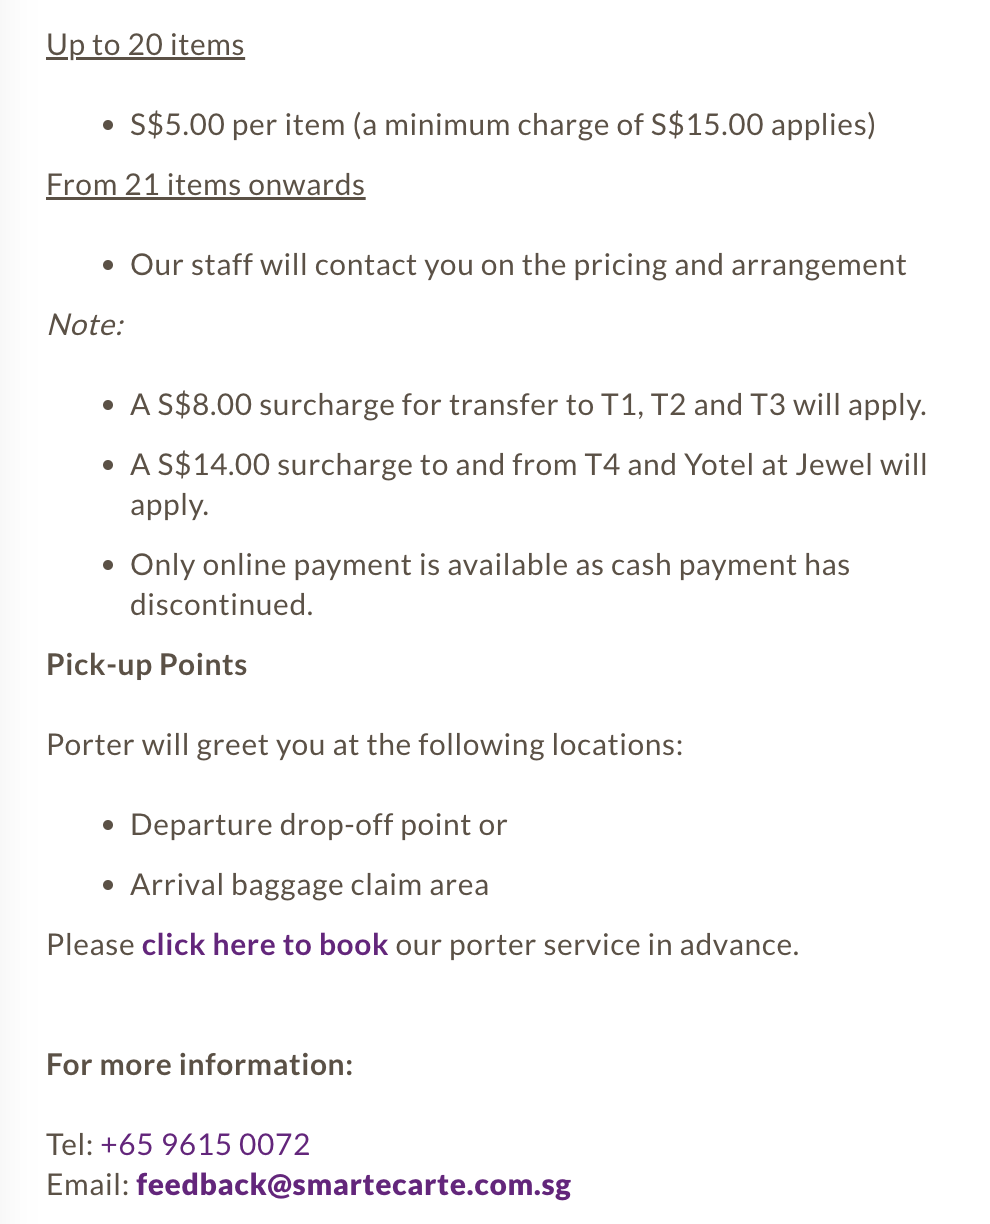 Up to 20 items
• S$5.00 per item (a minimum charge of S$15.00 applies)
From 21 items onwards
• Our staff will contact you on the pricing and arrangement
Note:
• A S$8.00 surcharge for transfer to T1, T2 and T3 will apply.
• A S$14.00 surcharge to and from T4 and Yotel at Jewel will
apply.
• Only online payment is available as cash payment has
discontinued.
Pick-up Points
Porter will greet you at the following locations:
• Departure drop-off point or
• Arrival baggage claim area
Please click here to book our porter service in advance.
For more information:
Tel: +65 9615 0072
Email: feedback@smartecarte.com.sg